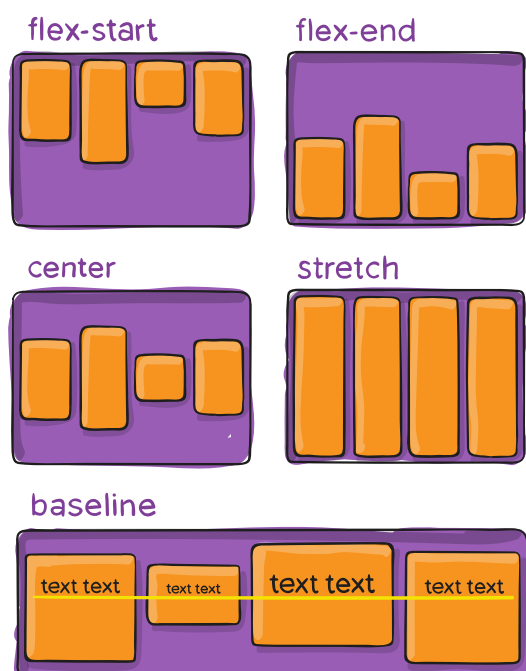 flex-start
flex-end
center
stretch
baseline
text text
text text
text text
text text